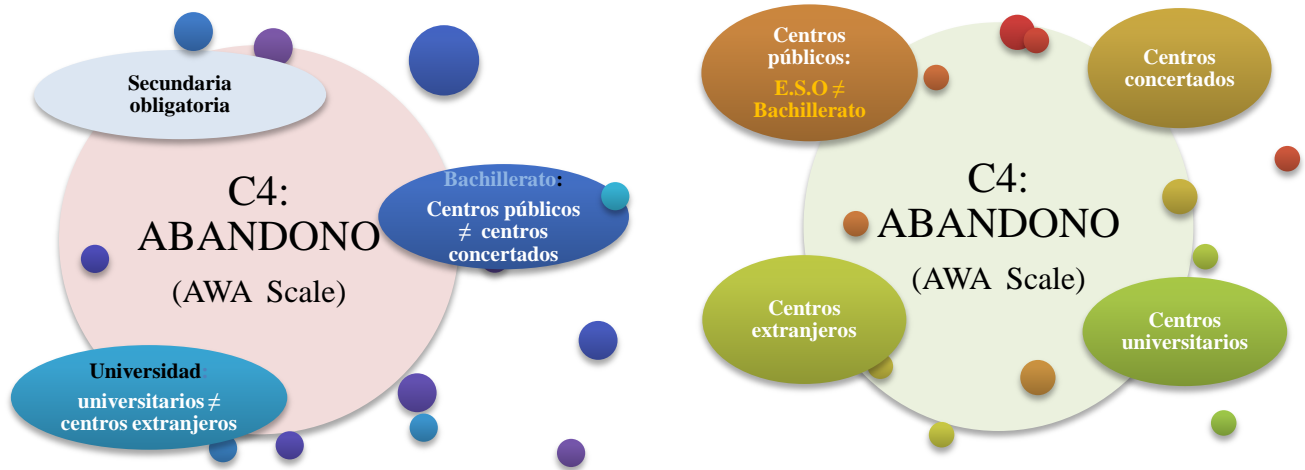 Secundaria
obligatoria
C4:
ABANDONO
(AWA Scale)
Bachillerato:
Centros públicos
≠ centros
concertados
Universidad:
universitarios ≠
centros extranjeros
Centros
públicos:
E.S.O ≠
Bachillerato
Centros
concertados
C4:
ABANDONO
(AWA Scale)
Centros
extranjeros
Centros
universitarios